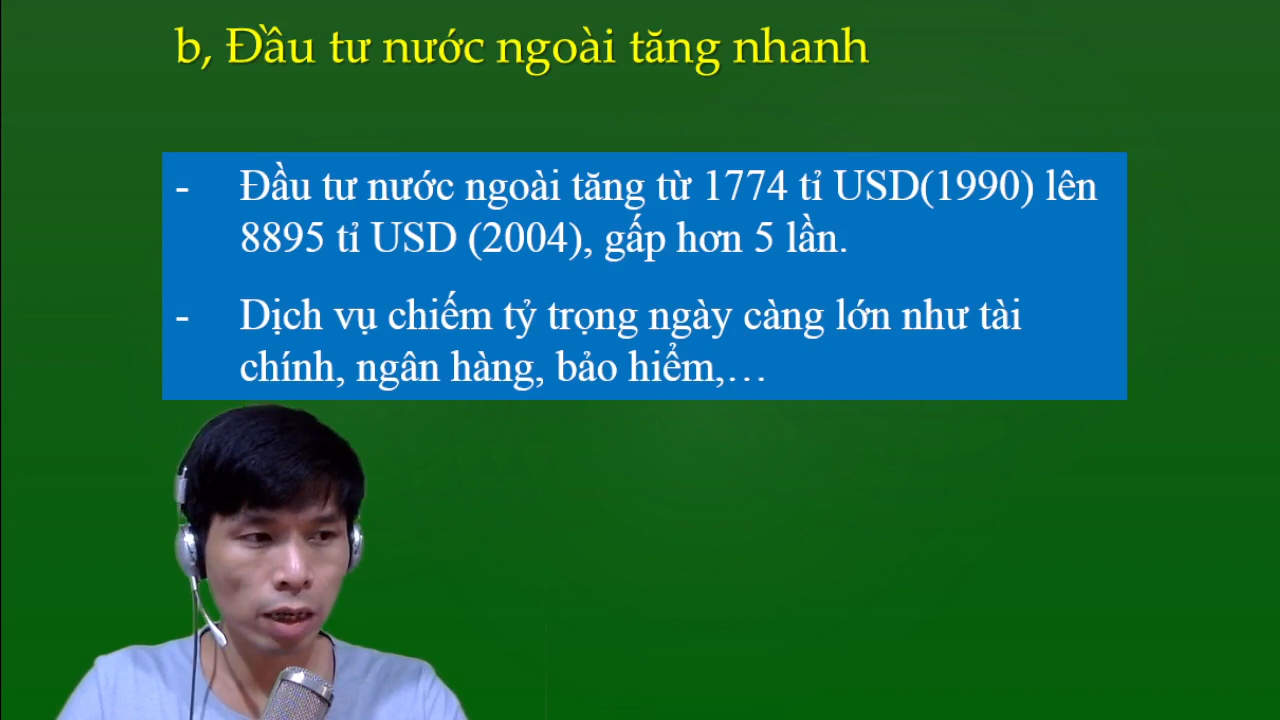 b, Đầu tư nước ngoài tăng nhanh
- Đầu tư nước ngoài tăng từ 1774 tỉ USD(1990) lên
8895 tỉ USD (2004), gấp hơn 5 lần.
- Dịch vụ chiếm tỷ trọng ngày càng lớn như tài
chính, ngân hàng, bảo hiểm,…